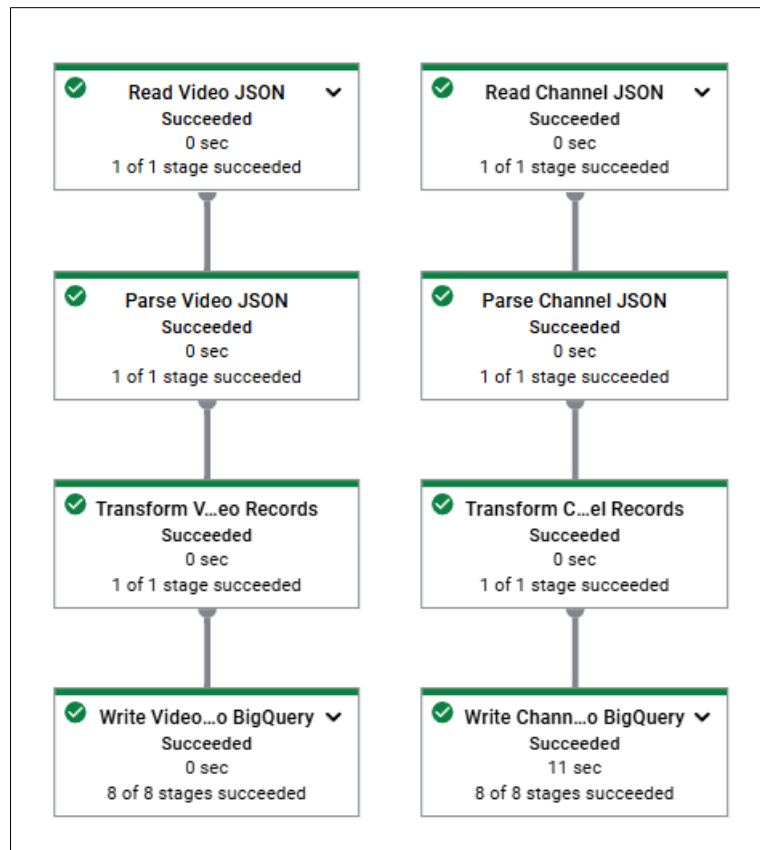 Read Video JSON
Succeeded
0 sec
1 of 1 stage succeeded
Read Channel JSON
Succeeded
0 sec
1 of 1 stage succeeded
Parse Video JSON
Succeeded
0 sec
1 of 1 stage succeeded
Parse Channel JSON
Succeeded
0 sec
1 of 1 stage succeeded
Transform V...eo Records
Succeeded
0 sec
1 of 1 stage succeeded
Transform C...el Records
Succeeded
0 sec
1 of 1 stage succeeded
Write Video...o BigQuery
Succeeded
0 sec
8 of 8 stages succeeded
Write Chann...o BigQuery
Succeeded
11 sec
8 of 8 stages succeeded